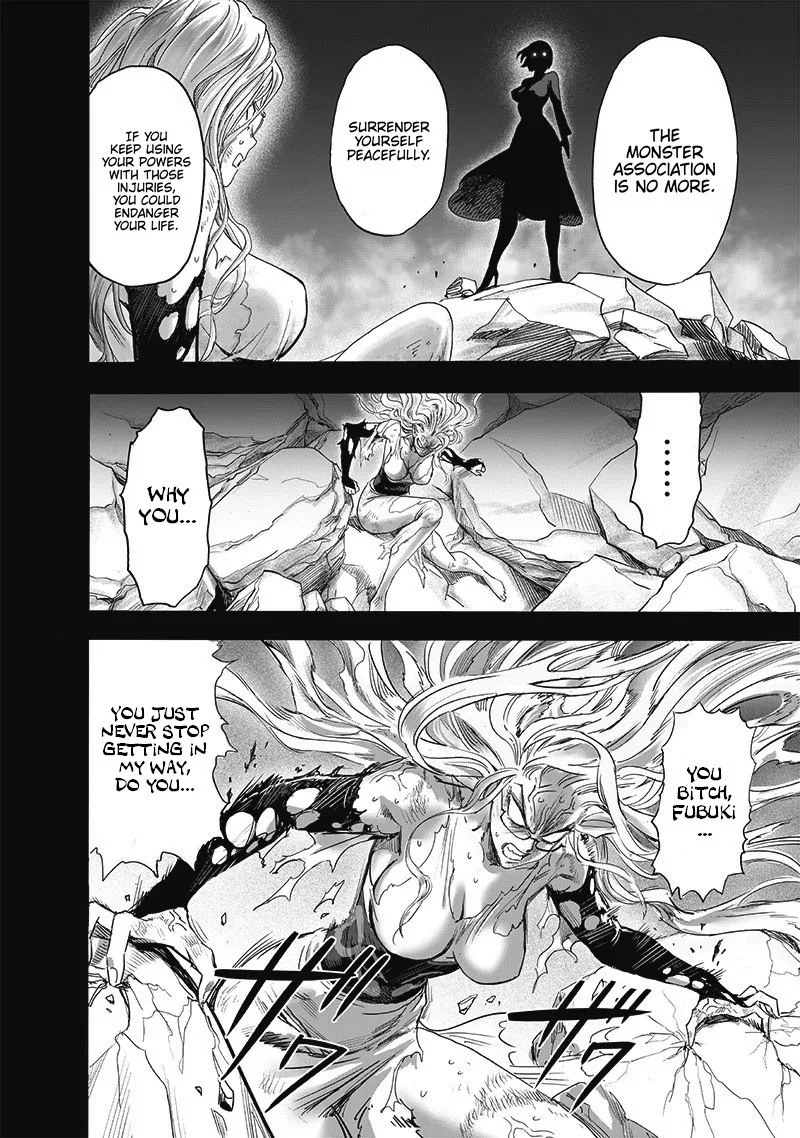 THE
MONSTER
ASSOCIATION
IS NO MORE.
SURRENDER
YOURSELF
PEACEFULLY.
IF YOU
KEEP USING
YOUR POWERS
WITH THOSE
INJURIES,
YOU COULD
ENDANGER
YOUR LIFE.
......
WHY
YOU...
YOU
BITCH,
FUBUKI
...
YOU JUST
NEVER STOP
GETTING IN
MY WAY,
DO YOU...
ザッ
ザッ